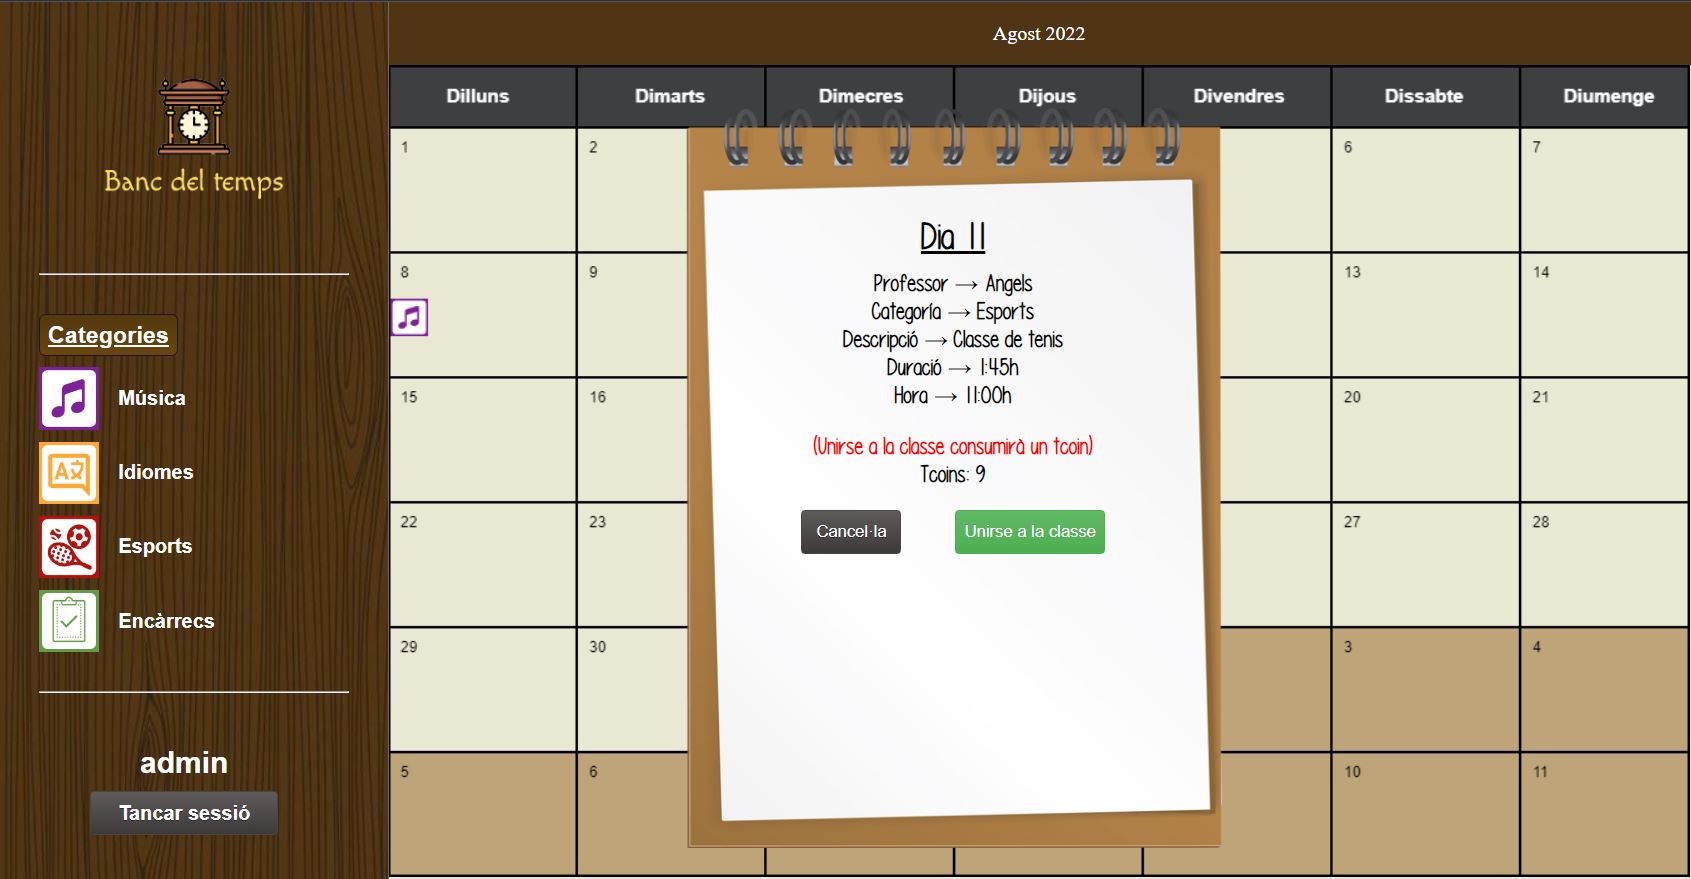 Banc del temps
Categories
Música
Idiomes
Esports
Encàrrecs
admin
Tancar sessió
Agost 2022
Dilluns Dimarts Dimecres Dijous Divendres Dissabte Diumenge
1 2 6 7
8 9 13 14
15 16 20 21
22 23 27 28
29 30 3 4
5 6 10 11
Dia 11
Professor → Angels
Categoría → Esports
Descripció → Classe de tenis
Duració → 1:45h
Hora → 11:00h
(Unirse a la classe consumirà un tcoin)
Tcoins: 9
Cancel·la
Unirse a la classe